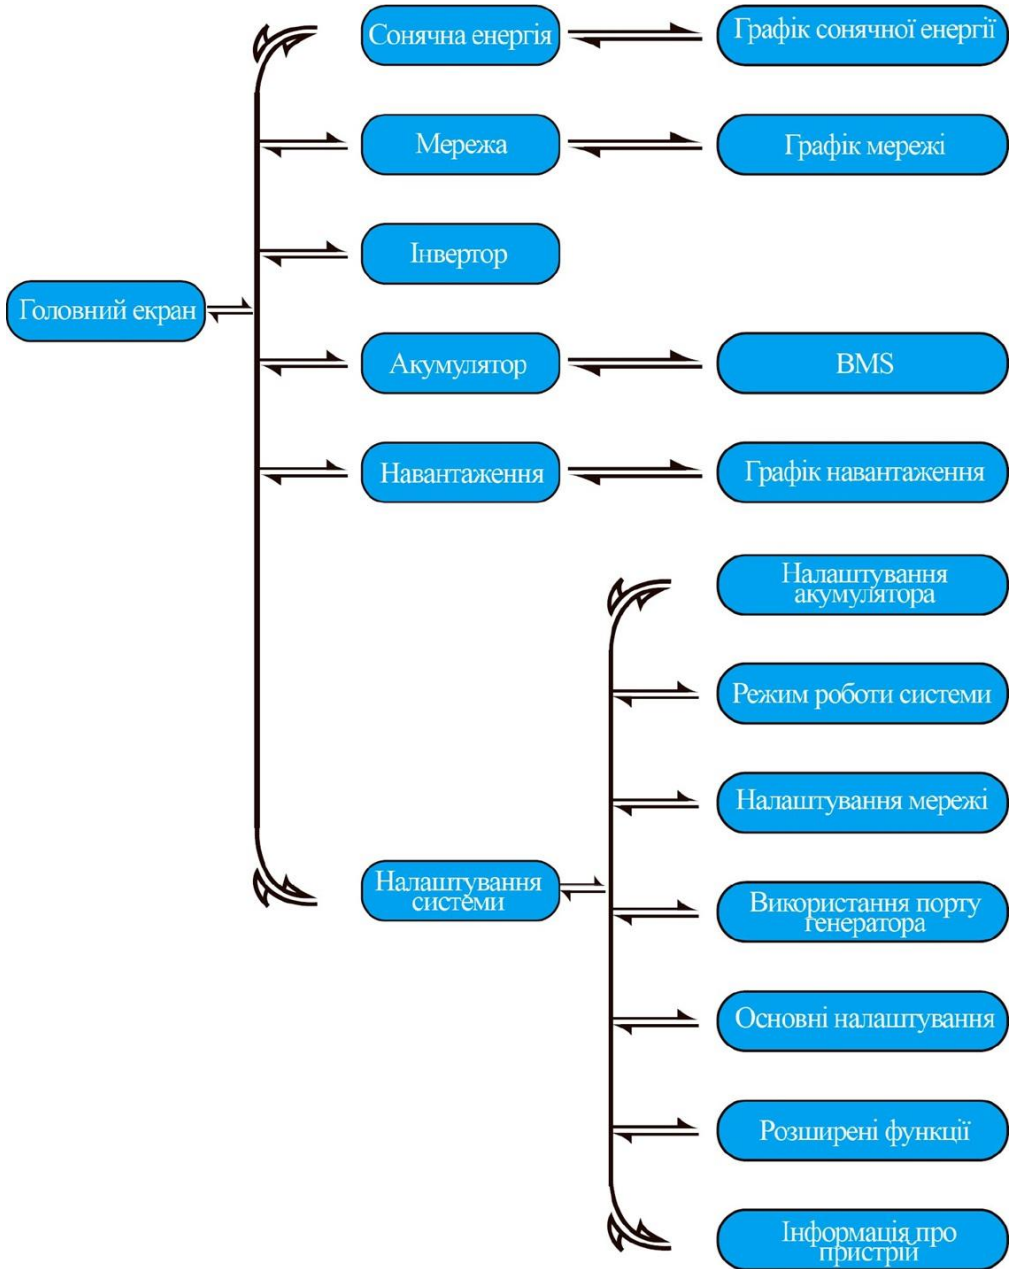 Сонячна енергія
Графік сонячної енергії
Мережа
Графік мережі
Інвертор
Головний екран
Акумулятор
BMS
Навантаження
Графік навантаження
Налаштування
акумулятора
Режим роботи системи
Налаштування мережі
Налаштування
системи
Використання порту
генератора
Основні налаштування
Розширені функції
Інформація про
пристрій